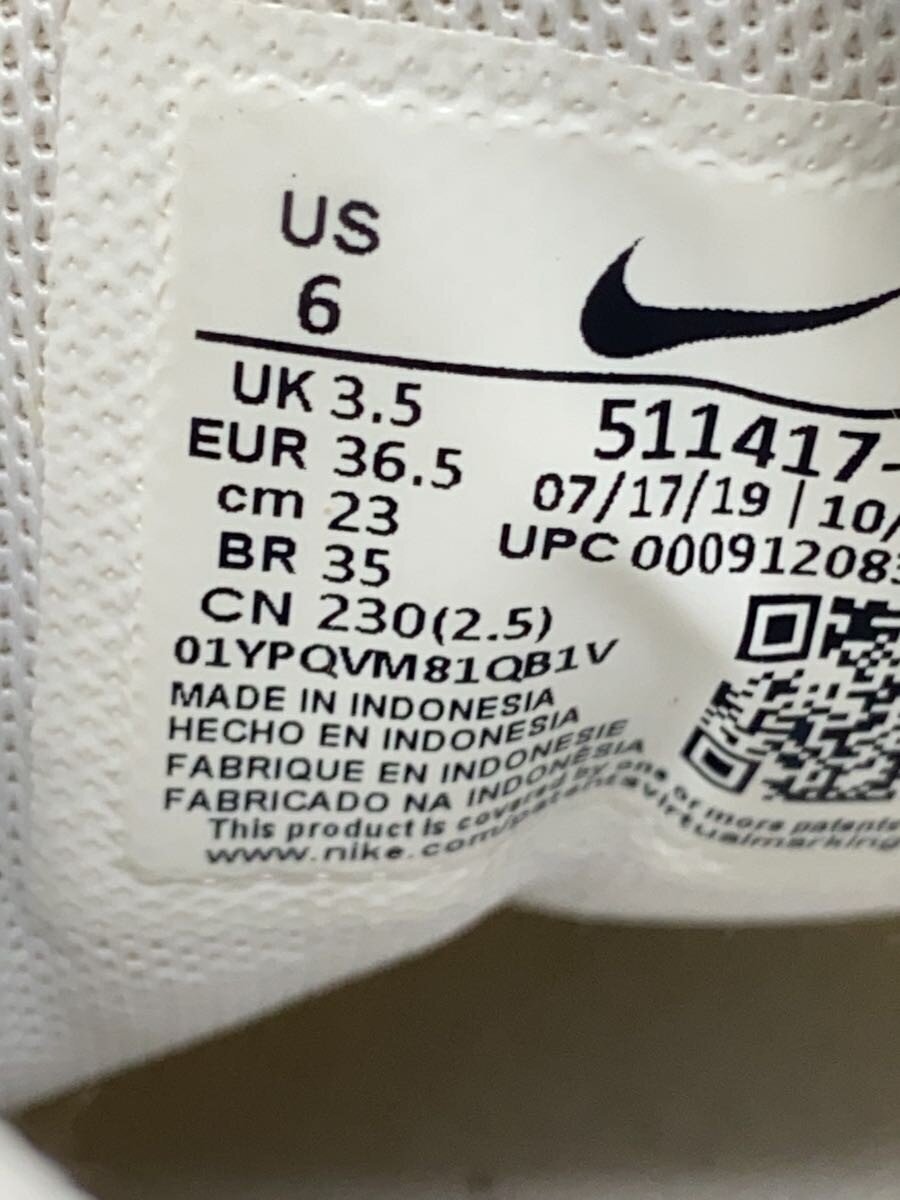 US
6
UK 3.5
EUR 36.5
cm 23
BR 35
CN 230(2.5)
01YPQVM81QB1V
MADE IN INDONESIA
HECHO EN INDONESIA
FABRIQUE EN INDONESIE
FABRICADO NA INDONÉSIA
This product is covered by one or more patents
www.nike.com/patentsvirtualmarking
511417-
07/17/19 | 10/
UPC 000912083